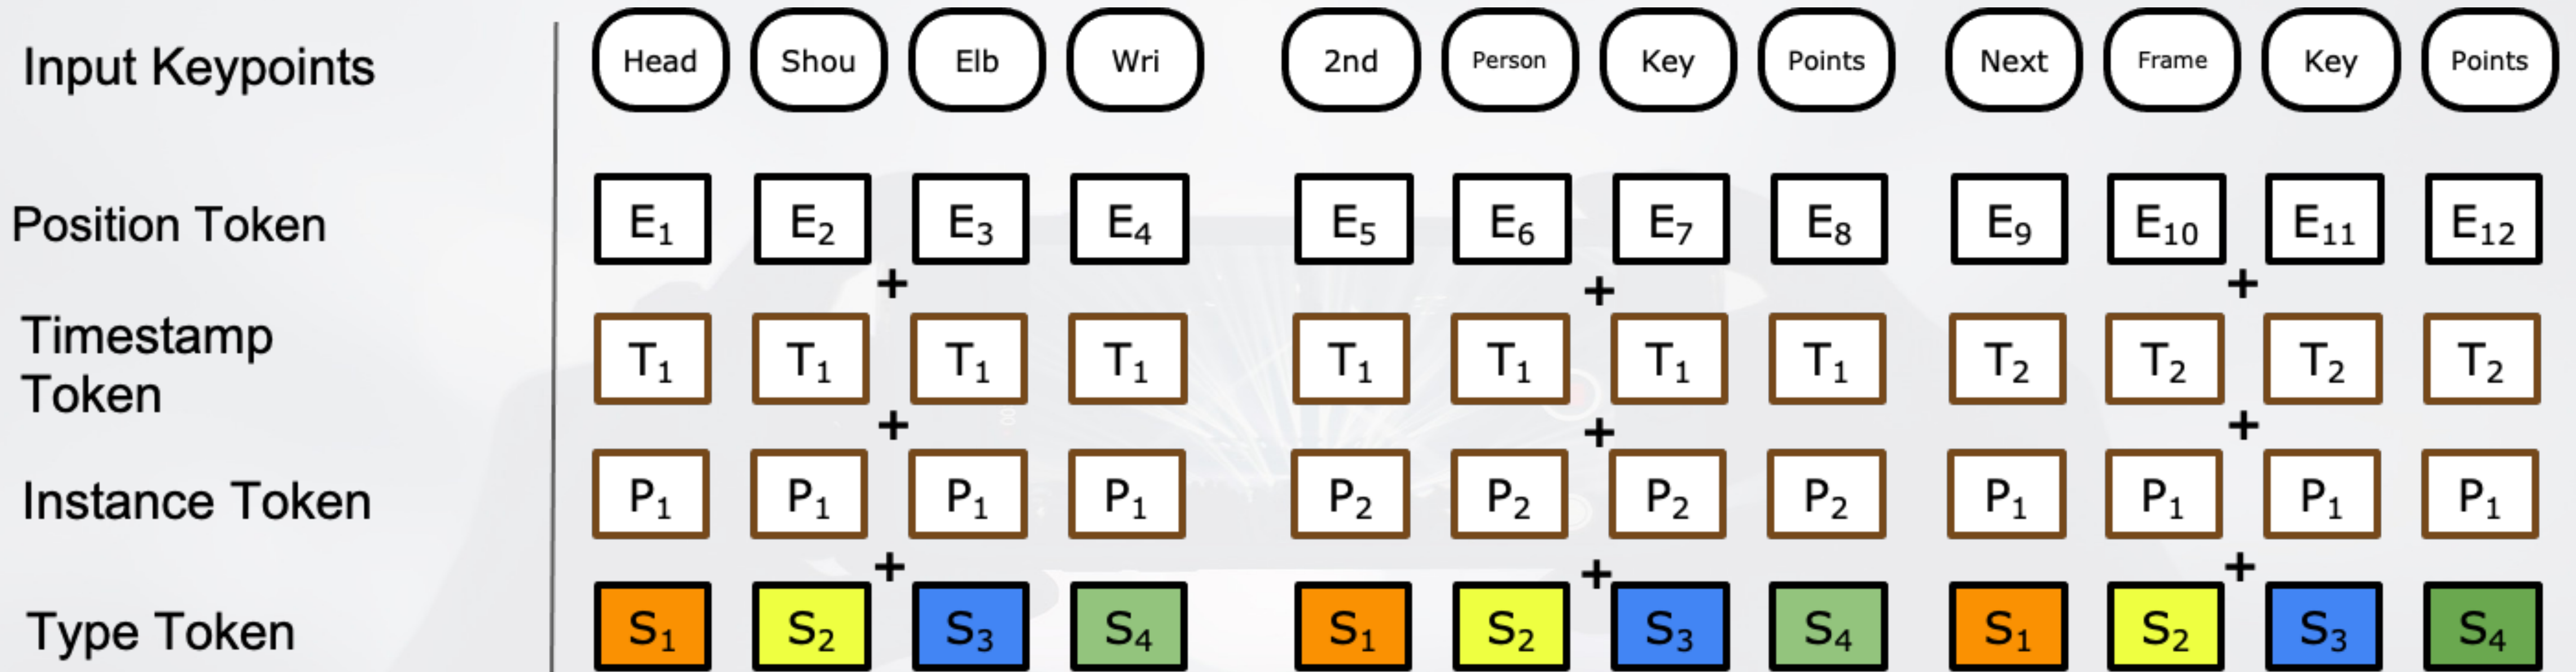 Input Keypoints Head Shou Elb Wri 2nd Person Key Points Next Frame Key Points
Position Token E1 E2 E3 E4 E5 E6 E7 E8 E9 E10 E11 E12
+ + +
Timestamp Token T1 T1 T1 T1 T1 T1 T1 T1 T2 T2 T2 T2
+ + +
Instance Token P1 P1 P1 P1 P2 P2 P2 P2 P1 P1 P1 P1
+ + +
Type Token S1 S2 S3 S4 S1 S2 S3 S4 S1 S2 S3 S4